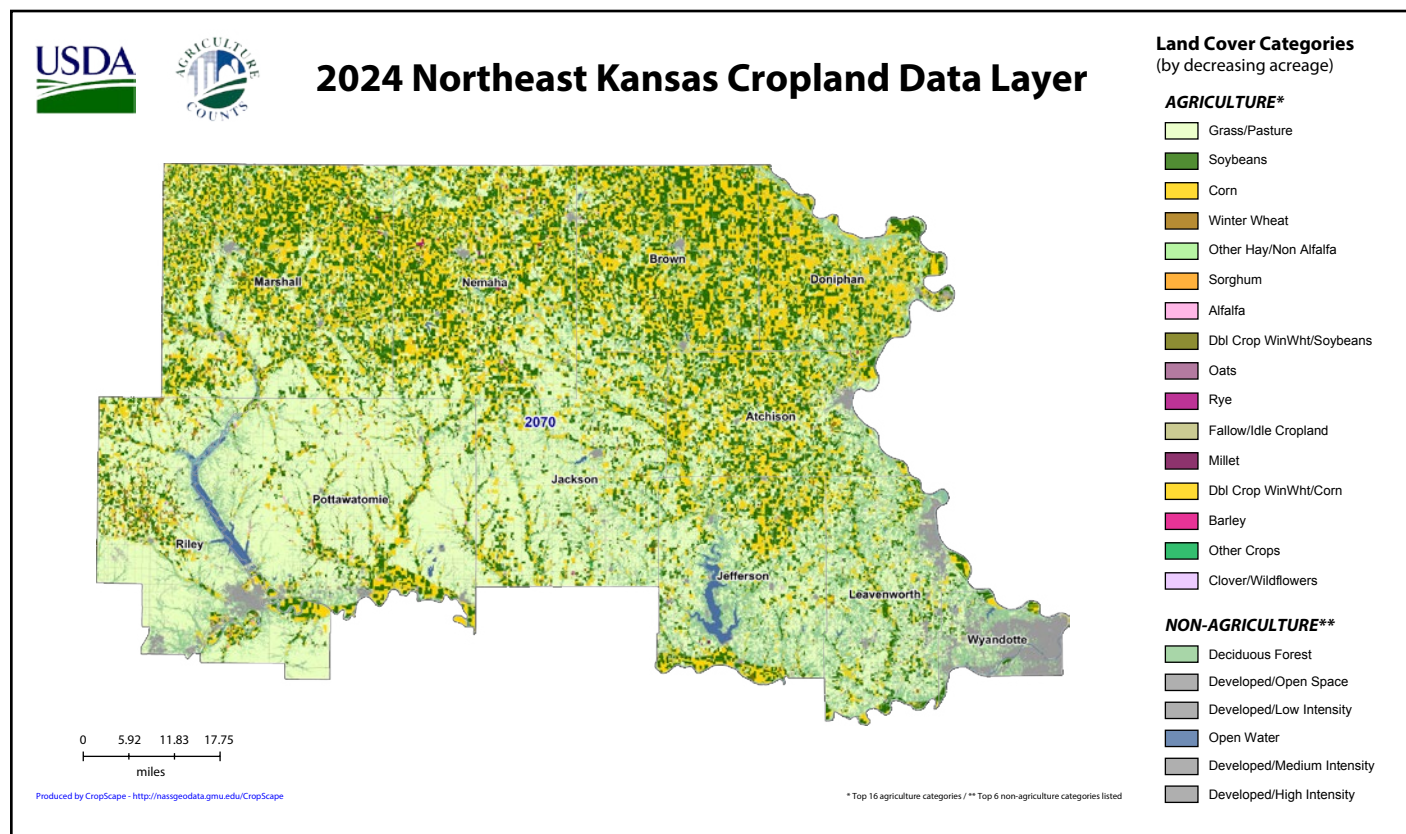 USDA
AGRICULTURE
COUNTS
2024 Northeast Kansas Cropland Data Layer
Land Cover Categories
(by decreasing acreage)
AGRICULTURE*
Grass/Pasture
Soybeans
Corn
Winter Wheat
Other Hay/Non Alfalfa
Sorghum
Alfalfa
Dbl Crop WinWht/Soybeans
Oats
Rye
Fallow/Idle Cropland
Millet
Dbl Crop WinWht/Corn
Barley
Other Crops
Clover/Wildflowers
NON-AGRICULTURE**
Deciduous Forest
Developed/Open Space
Developed/Low Intensity
Open Water
Developed/Medium Intensity
Developed/High Intensity
Marshall
Nemaha
Brown
Doniphan
2070
Atchison
Jackson
Pottawatomie
Riley
Jefferson
Leavenworth
Wyandotte
0 5.92 11.83 17.75
miles
Produced by CropScape - http://nassgeodata.gmu.edu/CropScape
* Top 16 agriculture categories / ** Top 6 non-agriculture categories listed